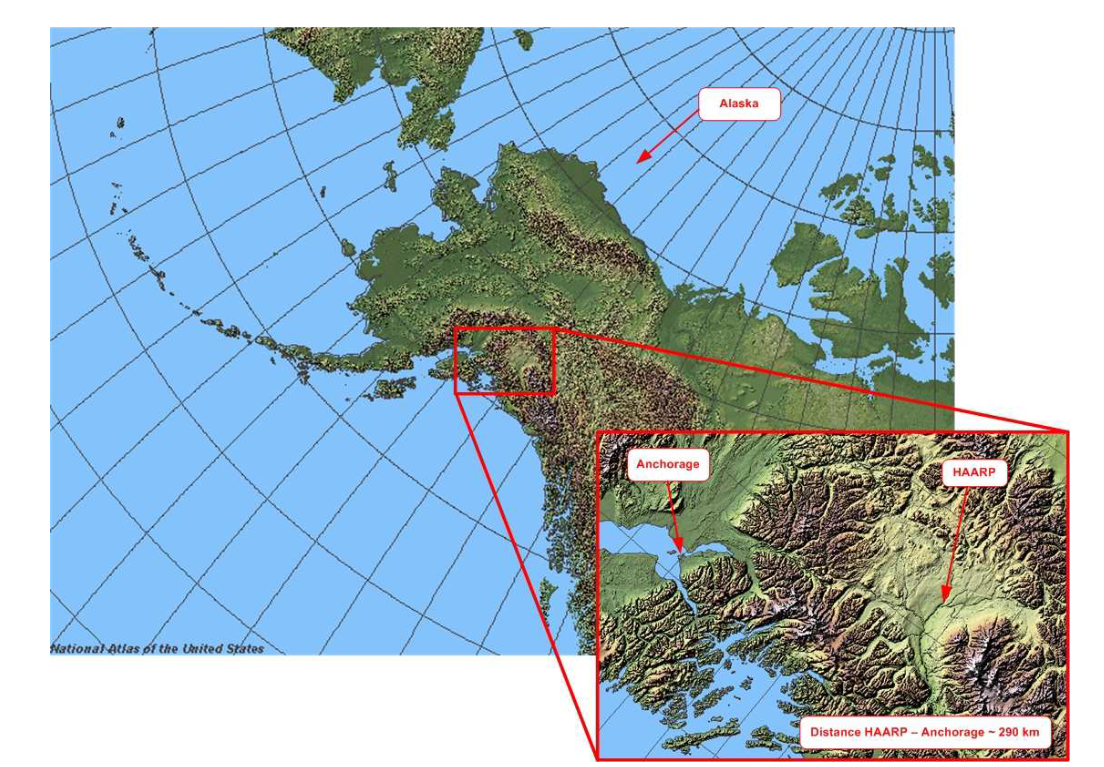 Alaska
Anchorage
HAARP
National Atlas of the United States
Distance HAARP – Anchorage ~ 290 km